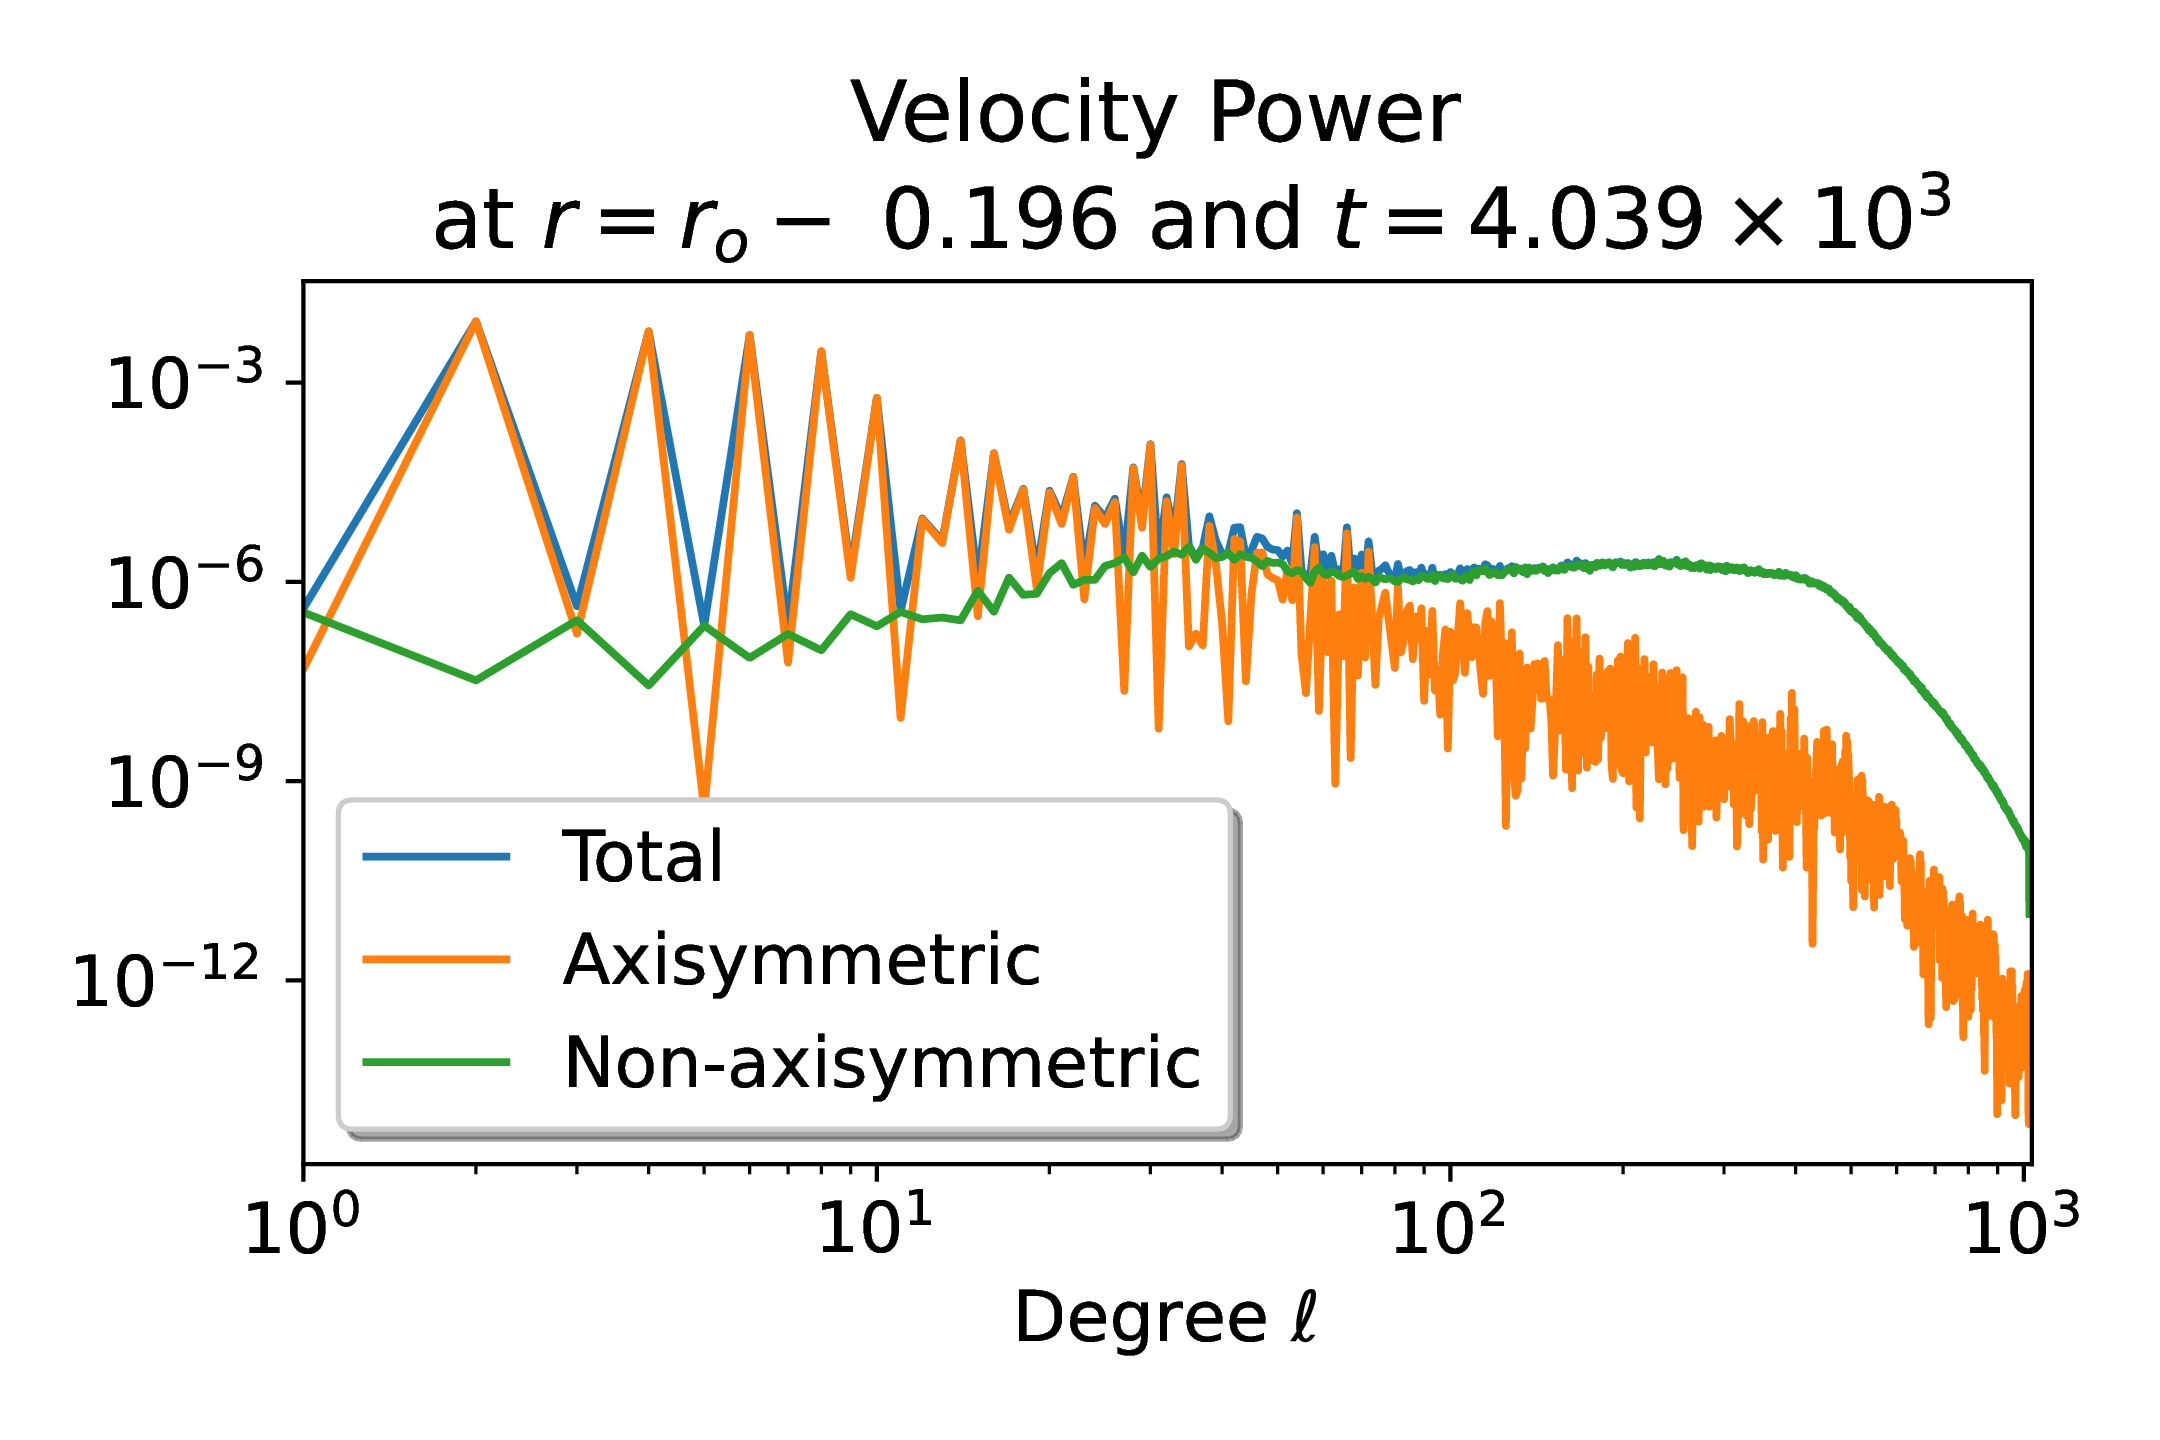 Velocity Power
at r = r_o − 0.196 and t = 4.039 × 10^3
10^−3
10^−6
10^−9
10^−12
Total
Axisymmetric
Non-axisymmetric
10^0 10^1 10^2 10^3
Degree ℓ